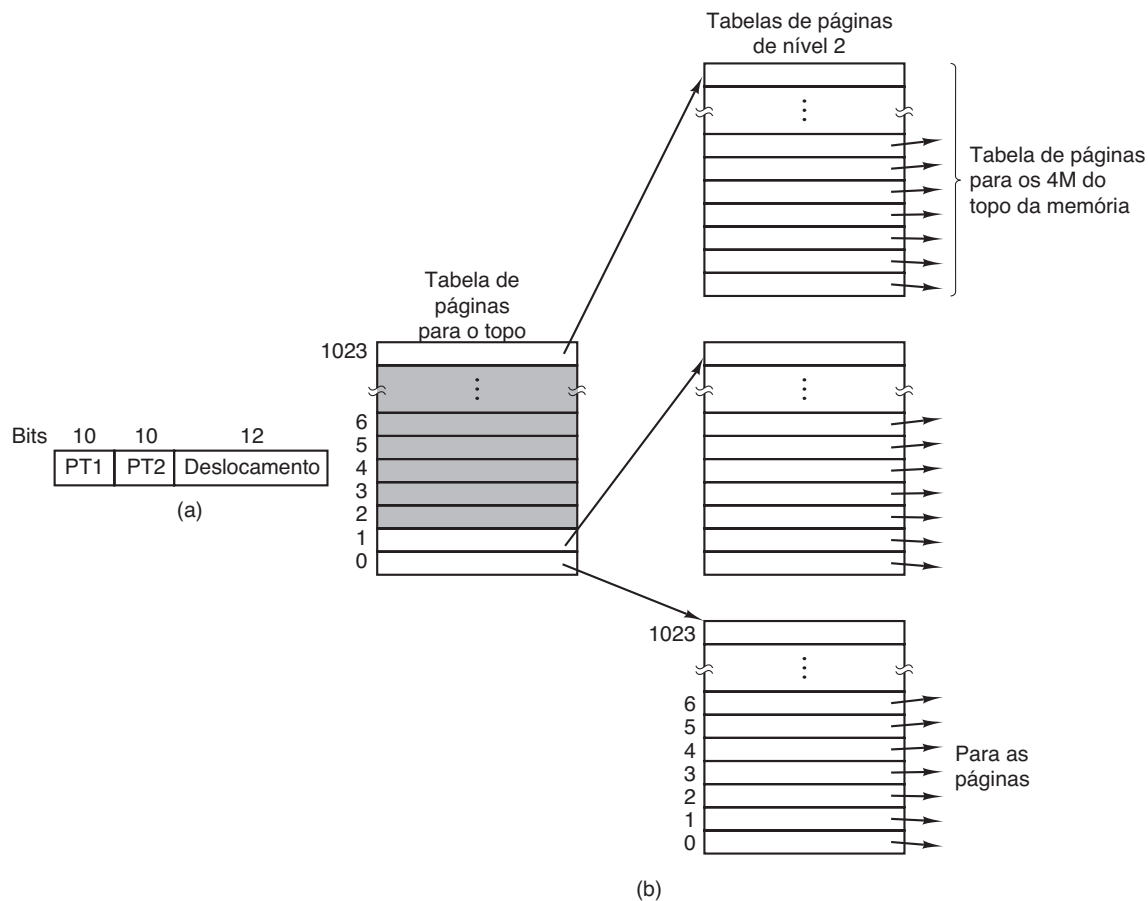 Tabelas de páginas
de nível 2
Tabela de páginas
para os 4M do
topo da memória
Tabela de
páginas
para o topo
1023
6
5
4
3
2
1
0
Bits 10 10 12
PT1 PT2 Deslocamento
(a)
1023
6
5
4
3
2
1
0
Para as
páginas
(b)